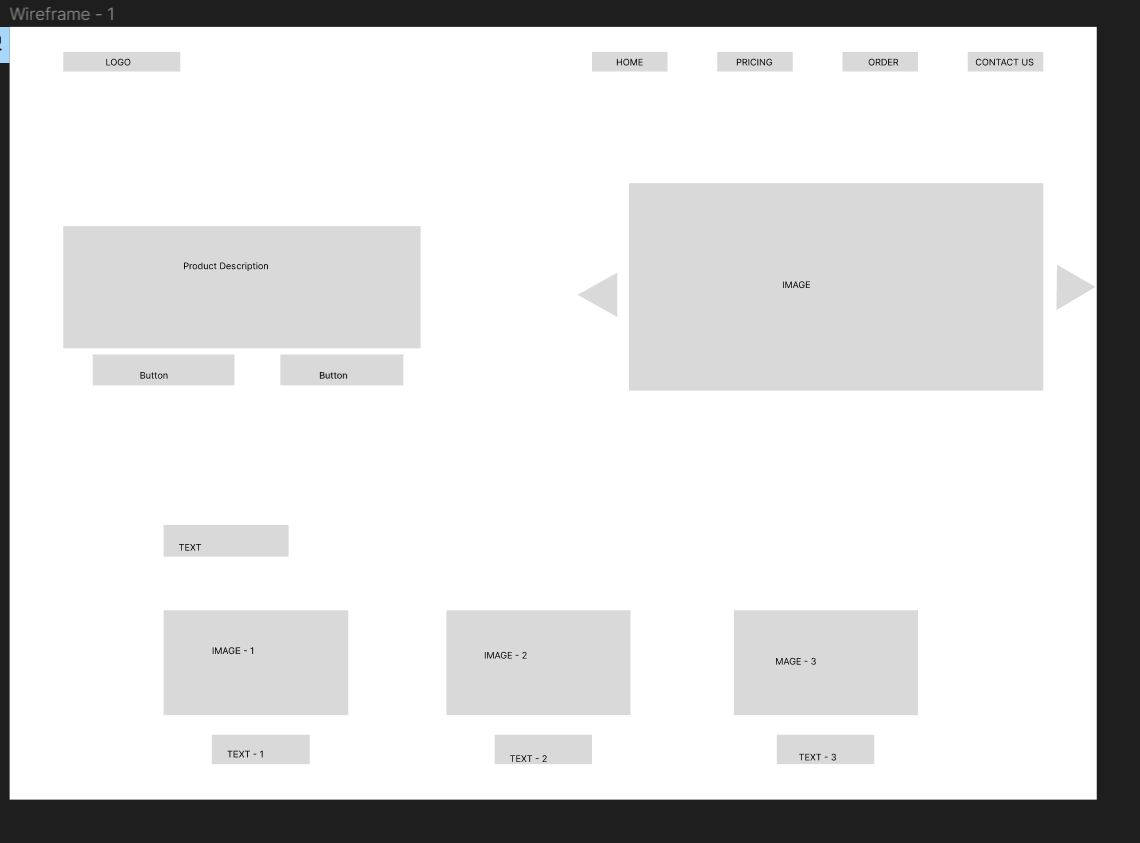 Wireframe - 1
LOGO
HOME
PRICING
ORDER
CONTACT US
Product Description
IMAGE
Button
Button
TEXT
IMAGE - 1
IMAGE - 2
MAGE - 3
TEXT - 1
TEXT - 2
TEXT - 3